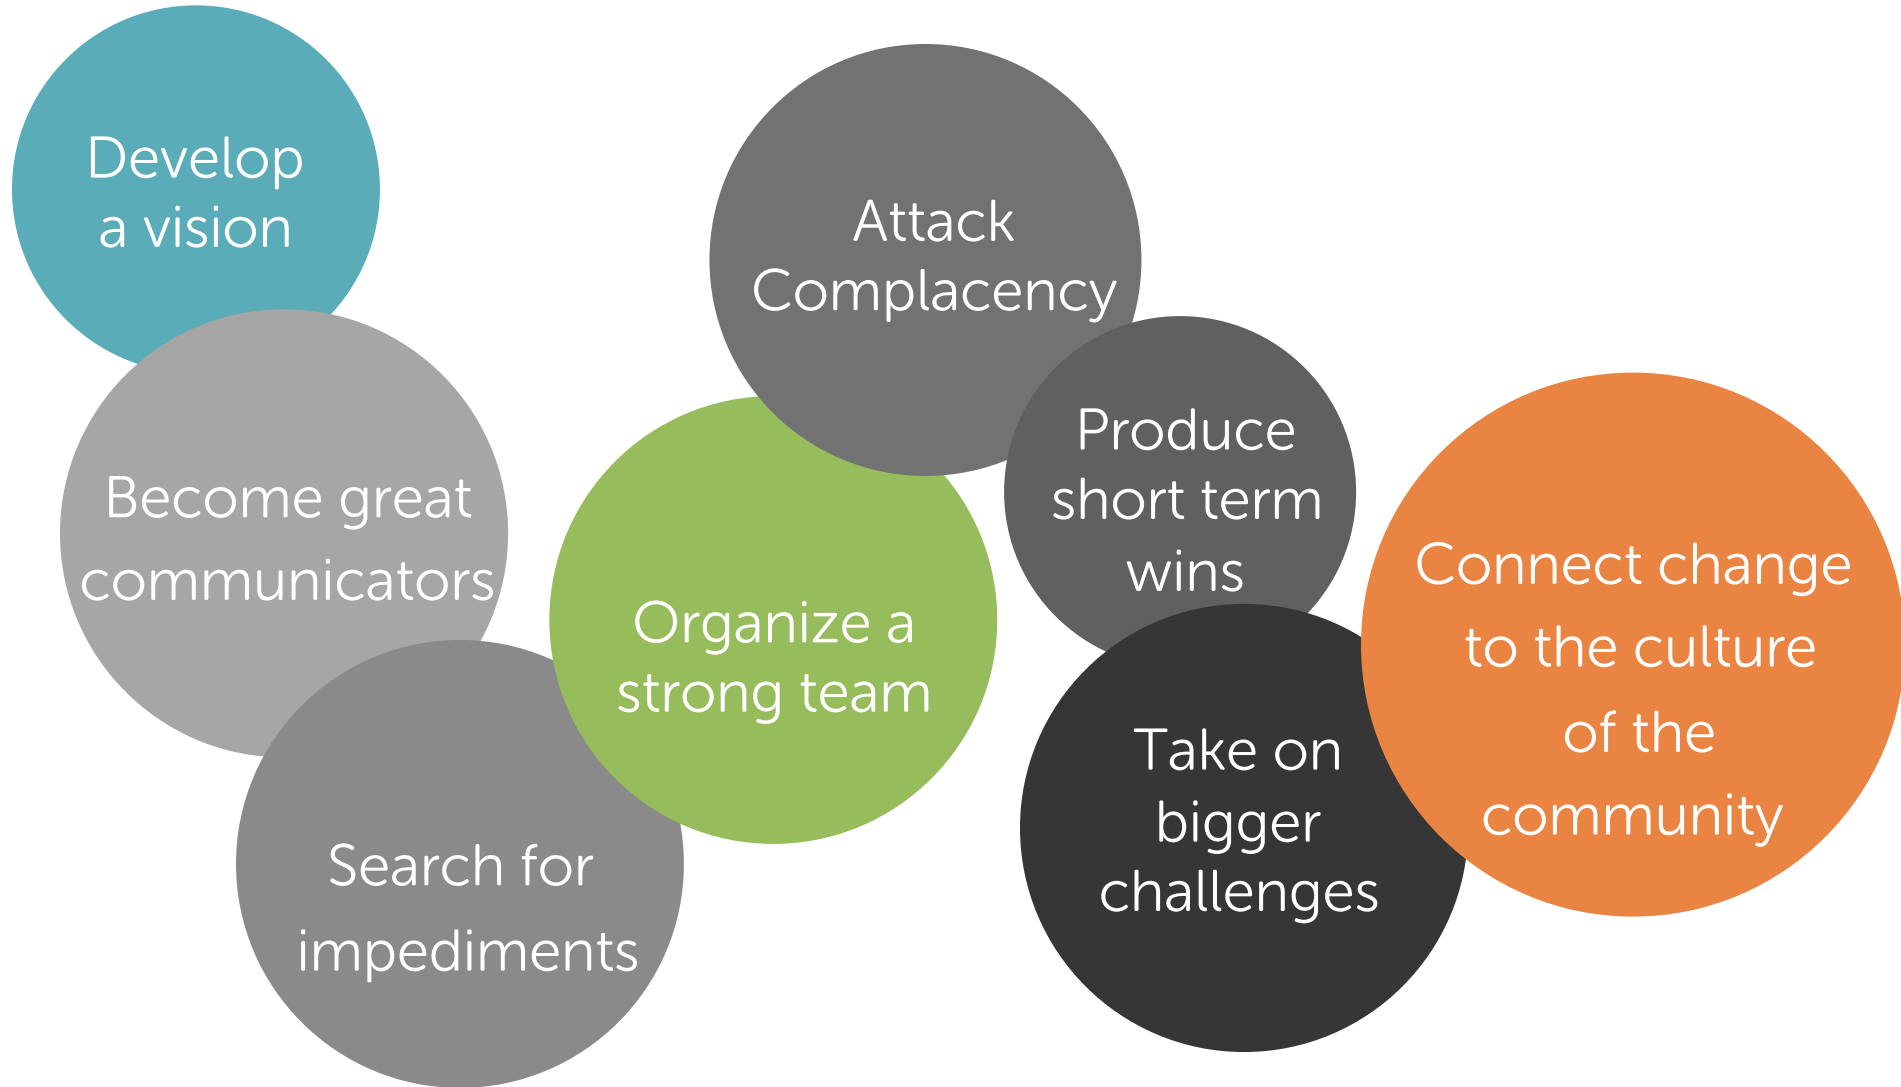 Develop
a vision
Become great
communicators
Search for
impediments
Organize a
strong team
Attack
Complacency
Produce
short term
wins
Take on
bigger
challenges
Connect change
to the culture
of the
community